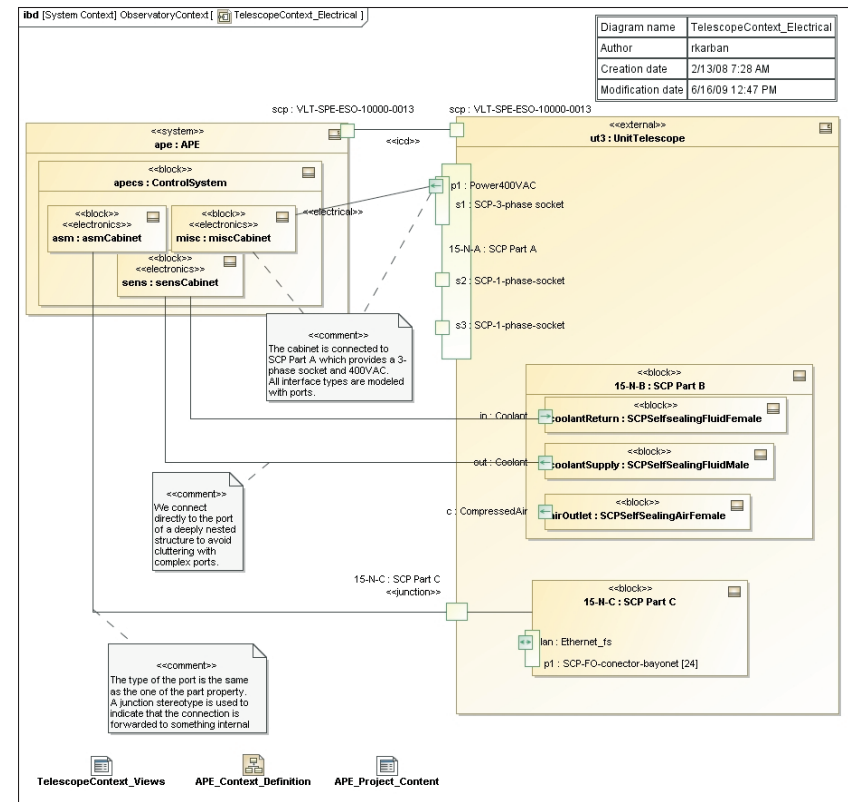 ibd [System Context] ObservatoryContext [ TelescopeContext_Electrical ]
Diagram name TelescopeContext_Electrical
Author rkarban
Creation date 2/13/08 7:28 AM
Modification date 6/16/09 12:47 PM
scp : VLT-SPE-ESO-10000-0013
scp : VLT-SPE-ESO-10000-0013
<<system>>
ape : APE
<<icd>>
<<external>>
ut3 : UnitTelescope
<<block>>
apecs : ControlSystem
<<block>>
<<electronics>>
asm : asmCabinet
<<block>>
<<electronics>>
misc : miscCabinet
<<electrical>>
<<block>>
<<electronics>>
sens : sensCabinet
p1 : Power400VAC
s1 : SCP-3-phase socket
15-N-A : SCP Part A
s2 : SCP-1-phase-socket
s3 : SCP-1-phase-socket
<<comment>>
The cabinet is connected to
SCP Part A which provides a 3-
phase socket and 400VAC.
All interface types are modeled
with ports.
<<block>>
15-N-B : SCP Part B
in : Coolant
<<block>>
coolantReturn : SCPSelfsealingFluidFemale
out : Coolant
<<block>>
coolantSupply : SCPSelfSealingFluidMale
c : CompressedAir
<<block>>
airOutlet : SCPSelfSealingAirFemale
<<comment>>
We connect
directly to the port
of a deeply nested
structure to avoid
cluttering with
complex ports.
15-N-C : SCP Part C
<<junction>>
<<block>>
15-N-C : SCP Part C
lan : Ethernet_fs
p1 : SCP-FO-conector-bayonet [24]
<<comment>>
The type of the port is the same
as the one of the part property.
A junction stereotype is used to
indicate that the connection is
forwarded to something internal
TelescopeContext_Views
APE_Context_Definition
APE_Project_Content